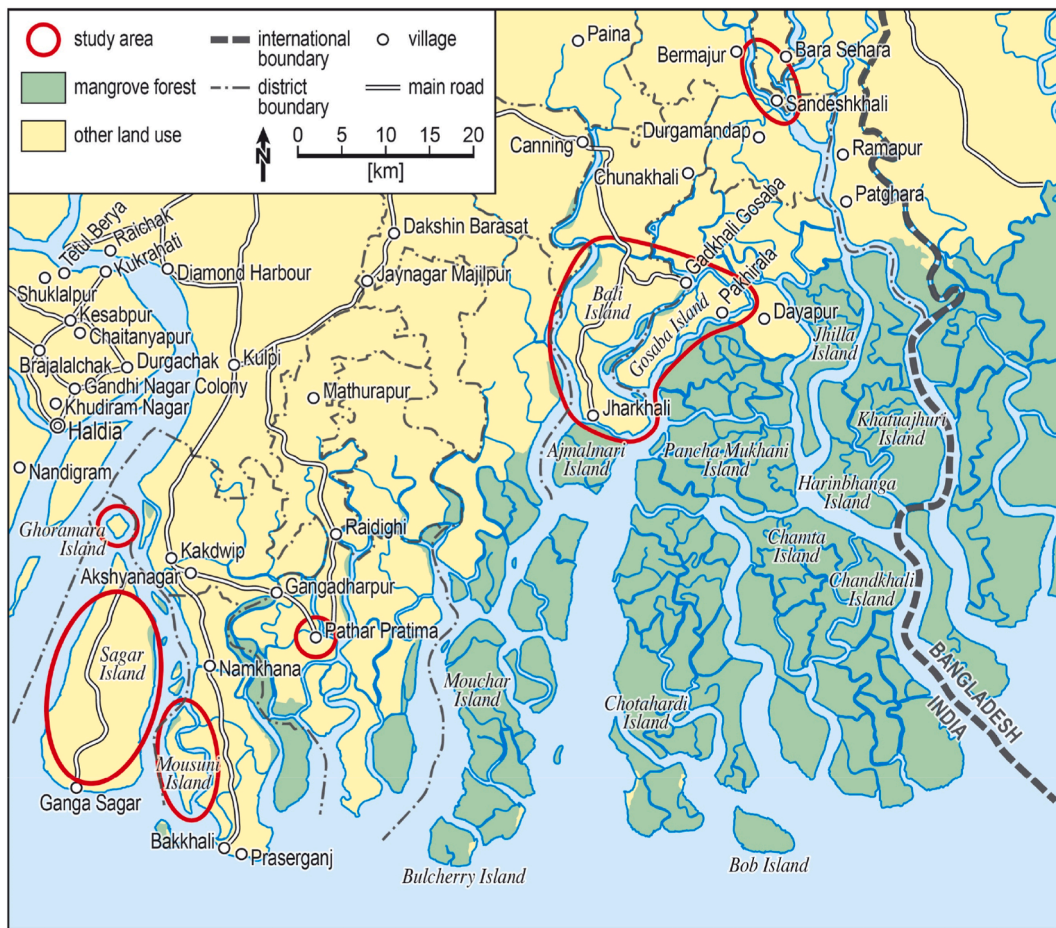 study area
international
boundary
village
mangrove forest
district
boundary
main road
other land use
N
0 5 10 15 20
[km]
Paina
Bermajur
Bara Sehara
Sandeshkhali
Canning
Durgamandap
Ramapur
Chunakhali
Patghara
Tetul Berya
Raichak
Kukrahati
Dakshin Barasat
Gadkhali Gosaba
Shuklalpur
Diamond Harbour
Jaynagar Majilpur
Bali
Island
Pakhirala
Kesabpur
Chaitanyapur
Gosaba Island
Dayapur
Jhilla
Island
Brajalalchak
Durgachak
Kulpi
Gandhi Nagar Colony
Mathurapur
Khudiram Nagar
Jharkhali
Khatuajhuri
Island
Haldia
Ajmalmari
Island
Pancha Mukhani
Island
Nandigram
Harinbhanga
Island
Ghoramara
Island
Raidighi
Chamta
Island
Kakdwip
Akshyanagar
Gangadharpur
Chandkhali
Island
Pathar Pratima
Sagar
Island
Namkhana
Mouchar
Island
BANGLADESH
INDIA
Chotahardi
Island
Mousuni
Island
Ganga Sagar
Bakkhali
Praserganj
Bulcherry Island
Bob Island